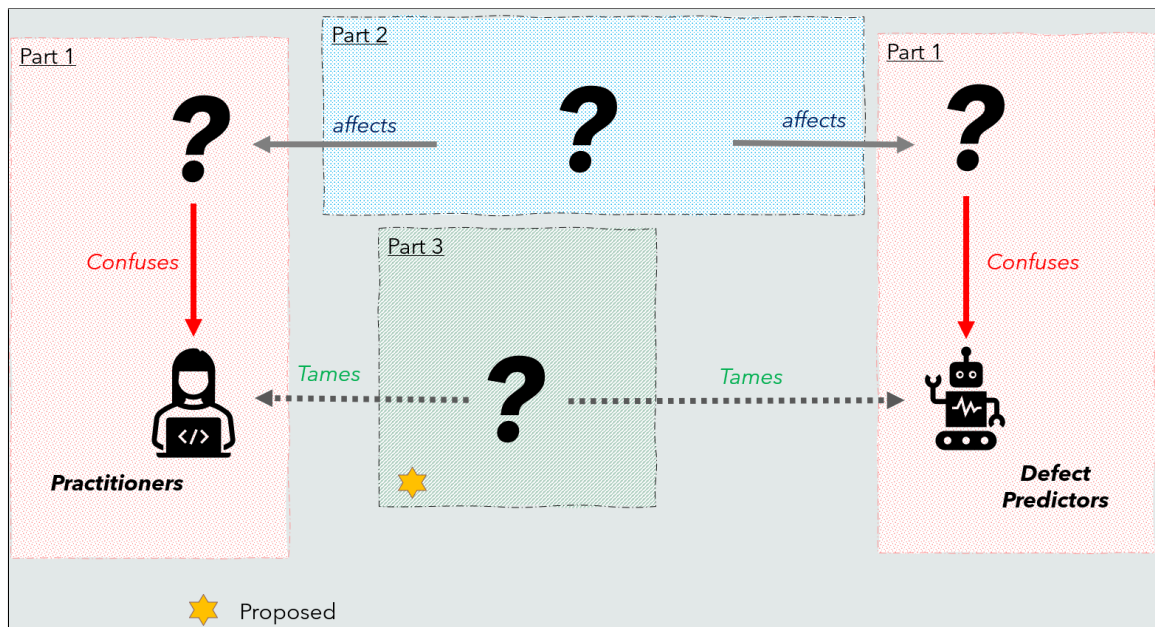 Part 1
Part 2
Part 1
?
?
?
affects
affects
Confuses
Confuses
Part 3
?
Tames
Tames
</>
Practitioners
Defect
Predictors
Proposed